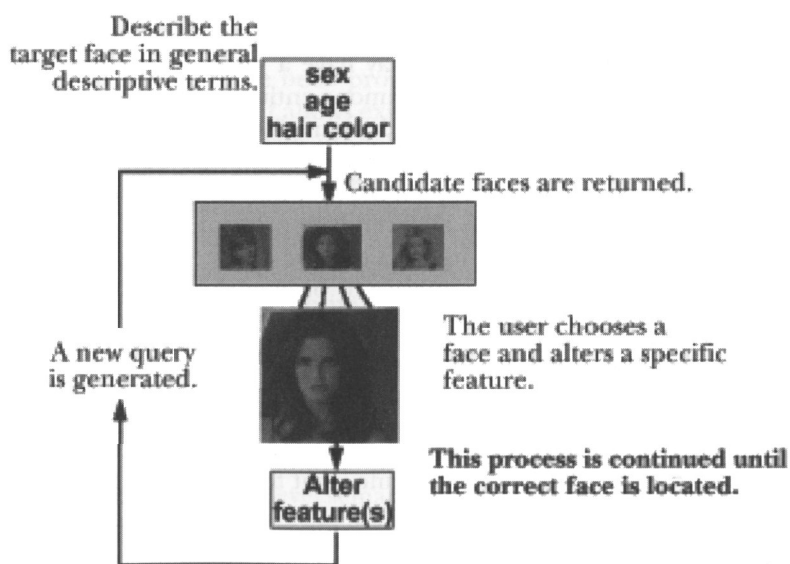 Describe the
target face in general
descriptive terms.
sex
age
hair color
Candidate faces are returned.
The user chooses a
face and alters a specific
feature.
A new query
is generated.
This process is continued until
the correct face is located.
Alter
feature(s)